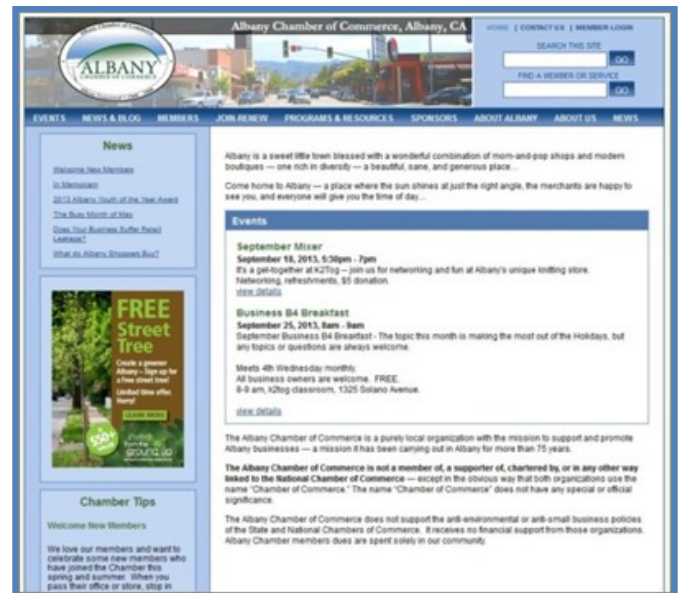 Albany Chamber of Commerce, Albany, CA
HOME | CONTACT US | MEMBER LOGIN
ALBANY
CHAMBER OF COMMERCE
SEARCH THIS SITE
GO
FIND A MEMBER OR SERVICE
GO
EVENTS NEWS & BLOG MEMBERS JOIN-RENEW PROGRAMS & RESOURCES SPONSORS ABOUT ALBANY ABOUT US NEWS
News
Welcome New Members
In Memoriam
2013 Albany Youth of the Year Award
The Busy Month of May
Does Your Business Suffer Retail
Leakage?
What do Albany Shoppers Buy?
FREE
Street
Tree
Create a greener
Albany – Sign up for
a free street tree!
Limited time offer.
Hurry!
LEARN MORE
$50+
value
living
from the
ground up
Chamber Tips
Welcome New Members
We love our members and want to
celebrate some new members who
have joined the Chamber this
spring and summer. When you
pass their office or store, stop in
Albany is a sweet little town blessed with a wonderful combination of mom-and-pop shops and modern
boutiques — one rich in diversity — a beautiful, sane, and generous place...
Come home to Albany — a place where the sun shines at just the right angle, the merchants are happy to
see you, and everyone will give you the time of day...
Events
September Mixer
September 18, 2013, 5:30pm - 7pm
It's a get-together at K2Tog – join us for networking and fun at Albany's unique knitting store.
Networking, refreshments, $5 donation.
view details
Business B4 Breakfast
September 25, 2013, 8am - 9am
September Business B4 Breakfast - The topic this month is making the most out of the Holidays, but
any topics or questions are always welcome.
Meets 4th Wednesday monthly.
All business owners are welcome. FREE.
8-9 am, k2tog classroom, 1325 Solano Avenue.
view details
The Albany Chamber of Commerce is a purely local organization with the mission to support and promote
Albany businesses — a mission it has been carrying out in Albany for more than 75 years.
The Albany Chamber of Commerce is not a member of, a supporter of, chartered by, or in any other way
linked to the National Chamber of Commerce — except in the obvious way that both organizations use the
name "Chamber of Commerce." The name "Chamber of Commerce" does not have any special or official
significance.
The Albany Chamber of Commerce does not support the anti-environmental or anti-small business policies
of the State and National Chambers of Commerce. It receives no financial support from those organizations.
Albany Chamber members dues are spent solely in our community.